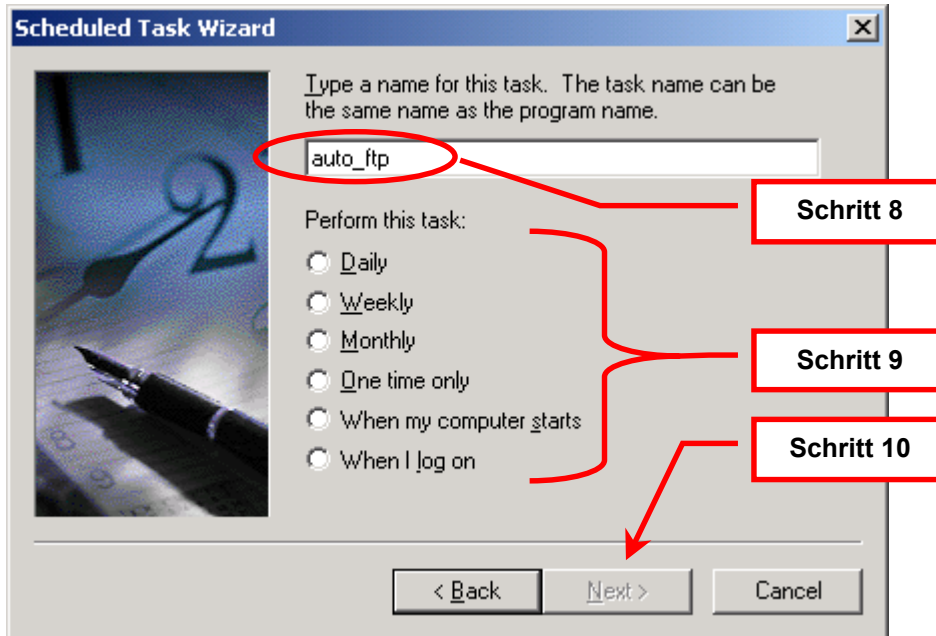 Scheduled Task Wizard
Type a name for this task. The task name can be
the same name as the program name.
auto_ftp
Schritt 8
Perform this task:
Daily
Weekly
Monthly
One time only
When my computer starts
When I log on
Schritt 9
Schritt 10
< Back
Next >
Cancel